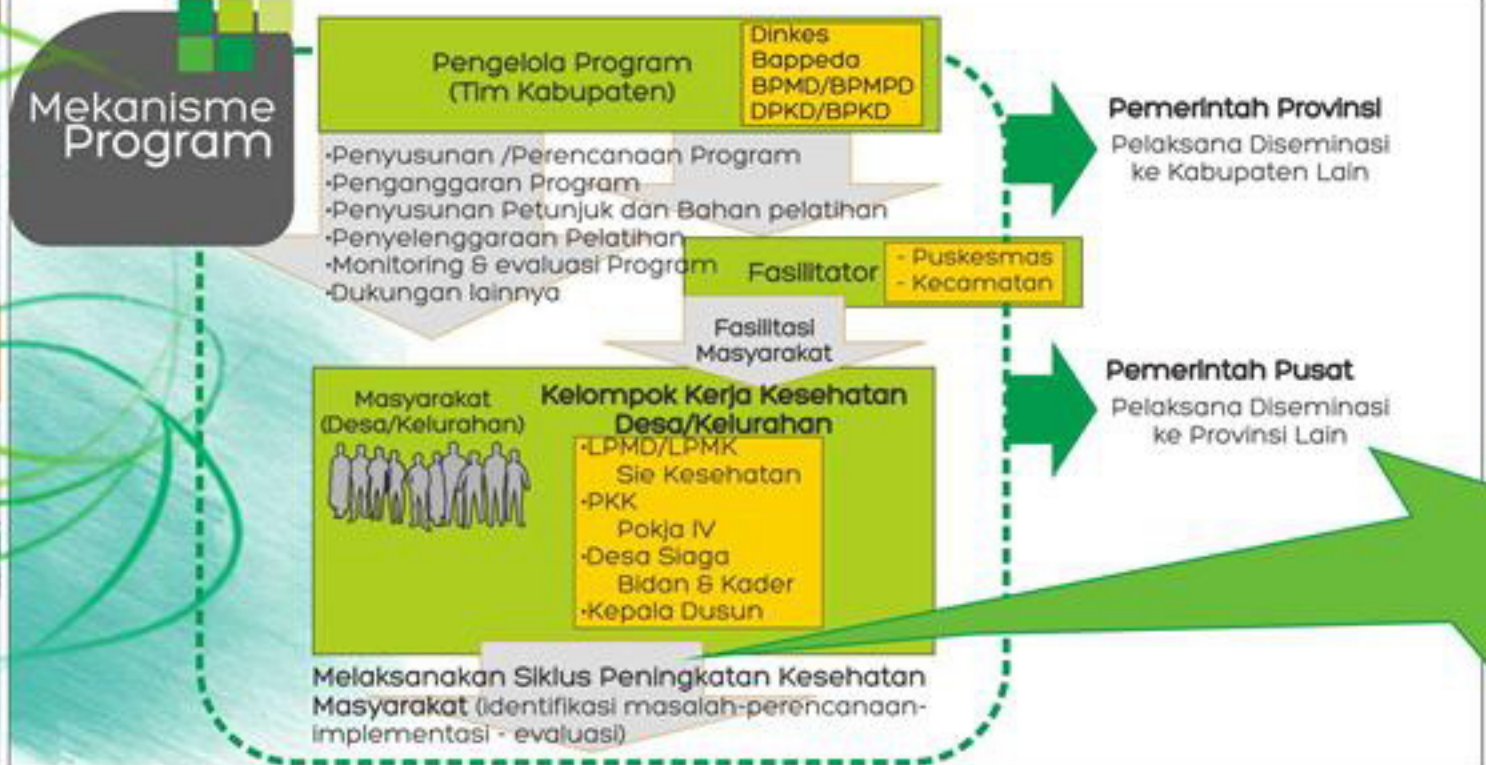 Mekanisme
Program
Pengelola Program
(Tim Kabupaten)
Dinkes
Bappeda
BPMD/BPMPD
DPKD/BPKD
•Penyusunan /Perencanaan Program
•Penganggaran Program
•Penyusunan Petunjuk dan Bahan pelatihan
•Penyelenggaraan Pelatihan
•Monitoring & evaluasi Program
•Dukungan lainnya
Fasilitator
- Puskesmas
- Kecamatan
Fasilitasi
Masyarakat
Masyarakat
(Desa/Kelurahan)
Kelompok Kerja Kesehatan
Desa/Kelurahan
•LPMD/LPMK
Sie Kesehatan
•PKK
Pokja IV
•Desa Siaga
Bidan & Kader
•Kepala Dusun
Melaksanakan Siklus Peningkatan Kesehatan
Masyarakat (identifikasi masalah-perencanaan-
implementasi - evaluasi)
Pemerintah Provinsi
Pelaksana Diseminasi
ke Kabupaten Lain
Pemerintah Pusat
Pelaksana Diseminasi
ke Provinsi Lain